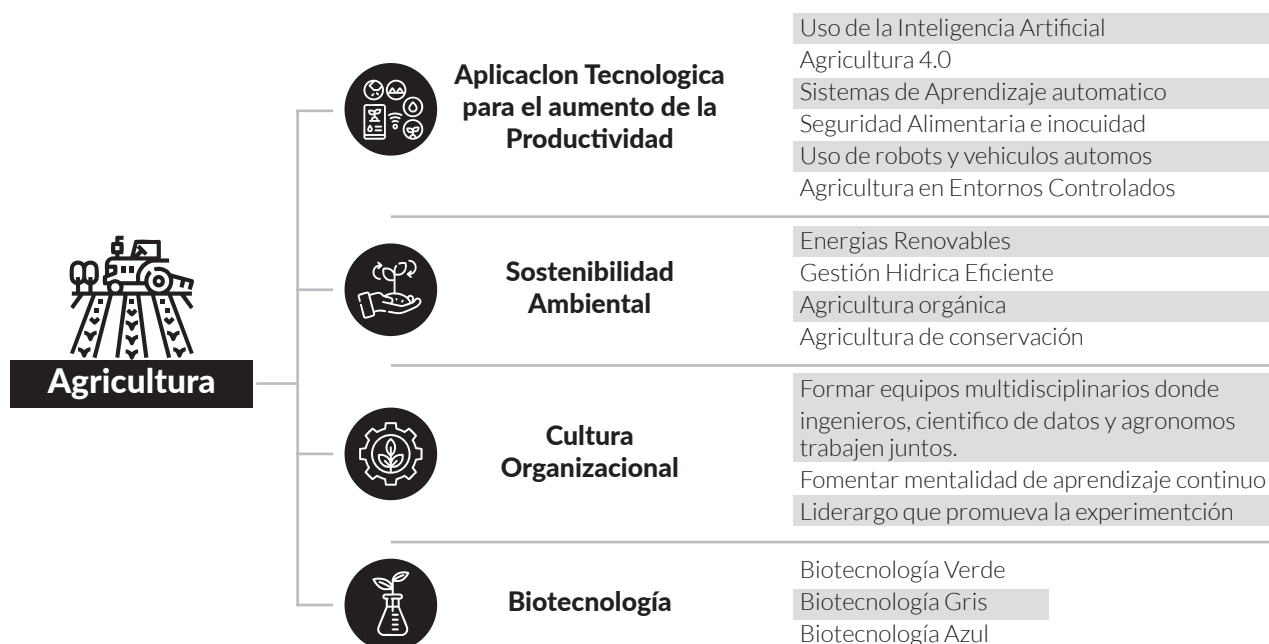 Agricultura
Aplicaclon Tecnologica
para el aumento de la
Productividad
Uso de la Inteligencia Artificial
Agricultura 4.0
Sistemas de Aprendizaje automatico
Seguridad Alimentaria e inocuidad
Uso de robots y vehiculos automos
Agricultura en Entornos Controlados
Sostenibilidad
Ambiental
Energias Renovables
Gestión Hidrica Eficiente
Agricultura orgánica
Agricultura de conservación
Cultura
Organizacional
Formar equipos multidisciplinarios donde
ingenieros, cientifico de datos y agronomos
trabajen juntos.
Fomentar mentalidad de aprendizaje continuo
Liderargo que promueva la experimentción
Biotecnología
Biotecnología Verde
Biotecnología Gris
Biotecnología Azul